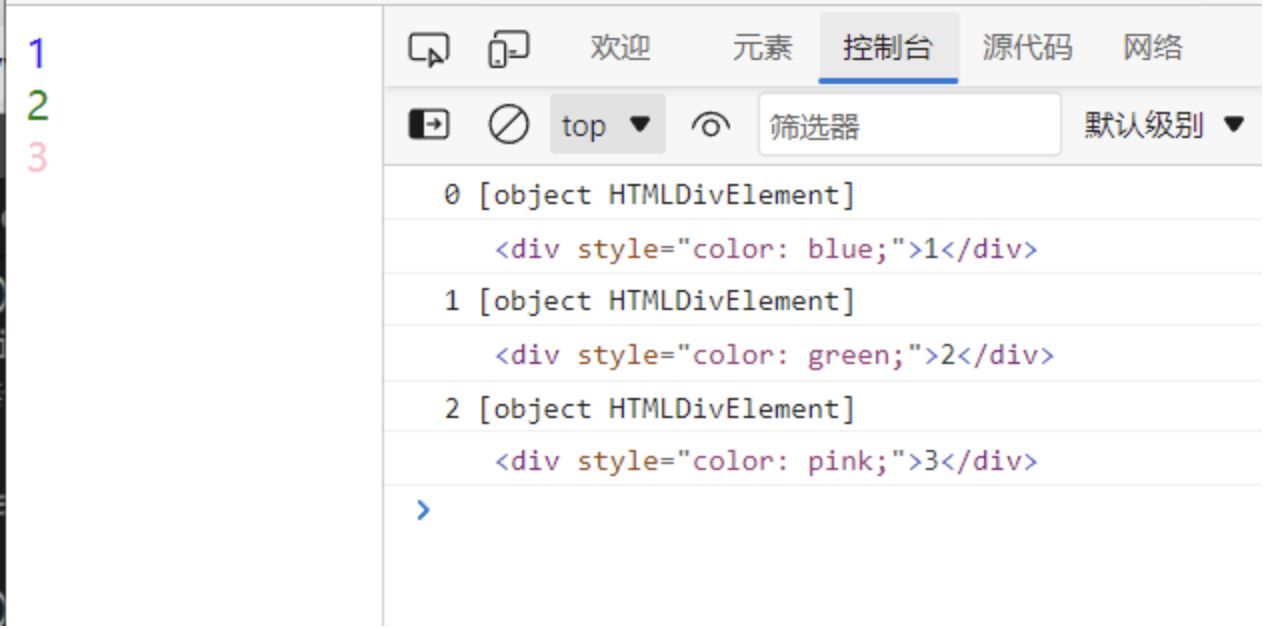 1
2
3
欢迎 元素 控制台 源代码 网络
top 筛选器 默认级别
0 [object HTMLDivElement]
<div style="color: blue;">1</div>
1 [object HTMLDivElement]
<div style="color: green;">2</div>
2 [object HTMLDivElement]
<div style="color: pink;">3</div>